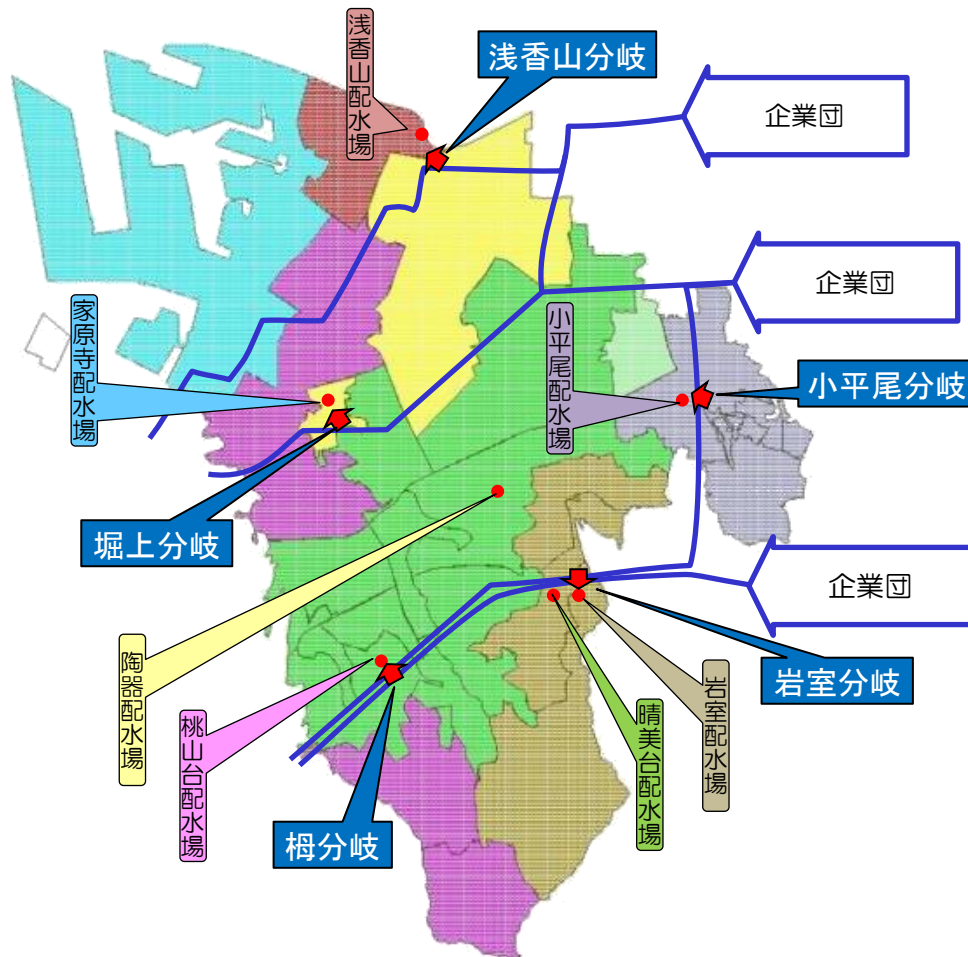 浅香山配水場
浅香山分岐
企業団
企業団
家原寺配水場
小平尾配水場
小平尾分岐
堀上分岐
企業団
陶器配水場
岩室分岐
桃山台配水場
晴美台配水場
岩室配水場
栂分岐